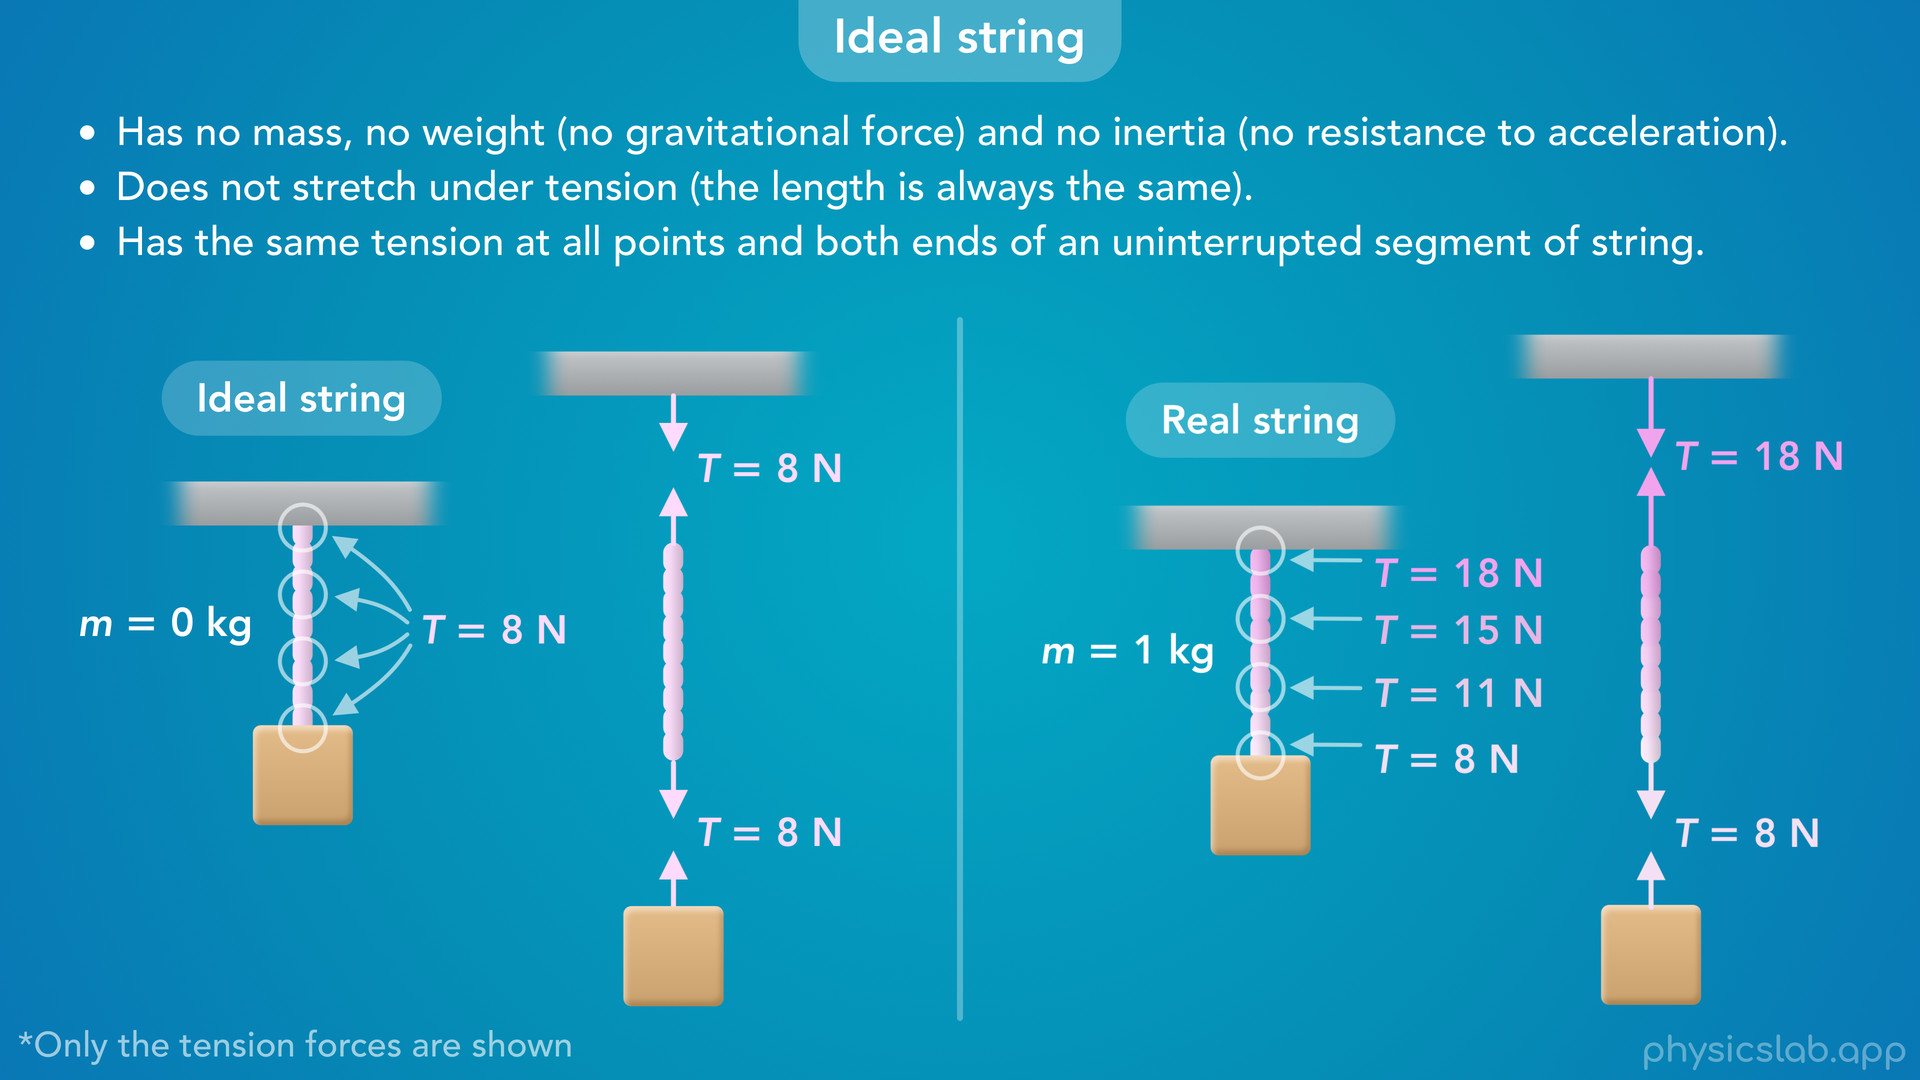 Ideal string
• Has no mass, no weight (no gravitational force) and no inertia (no resistance to acceleration).
• Does not stretch under tension (the length is always the same).
• Has the same tension at all points and both ends of an uninterrupted segment of string.
Ideal string
m = 0 kg
T = 8 N
T = 8 N
T = 8 N
Real string
m = 1 kg
T = 18 N
T = 15 N
T = 11 N
T = 8 N
T = 18 N
T = 8 N
*Only the tension forces are shown
physicslab.app